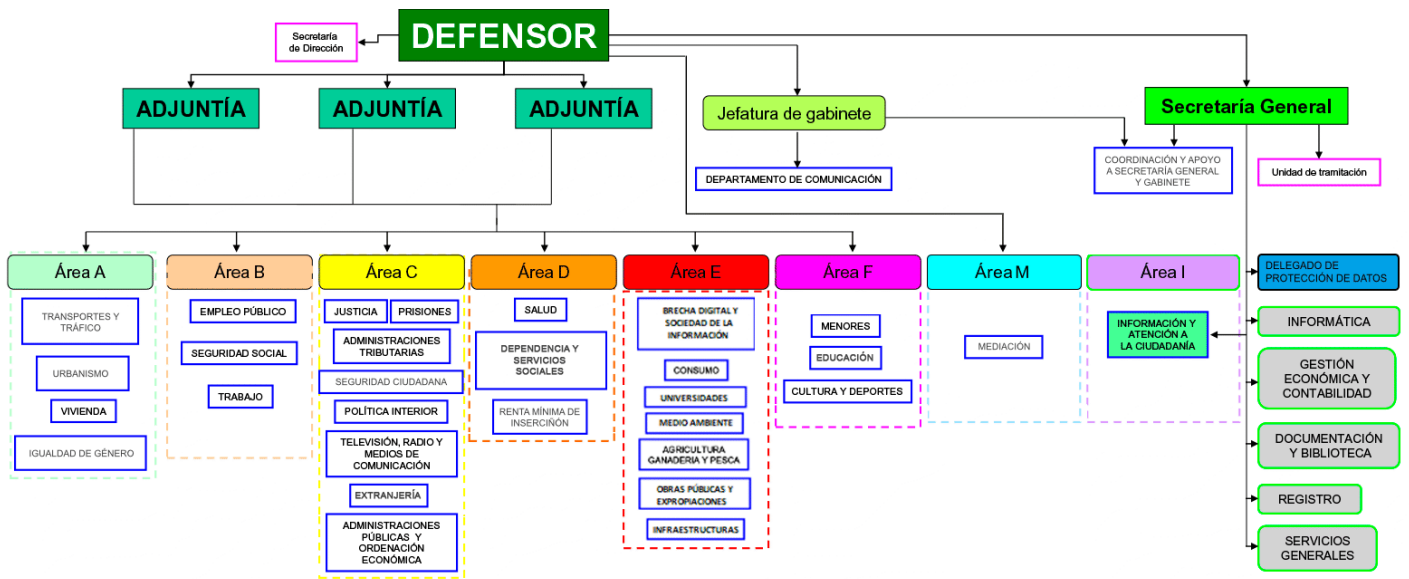 Secretaría
de Dirección
DEFENSOR
ADJUNTÍA
ADJUNTÍA
ADJUNTÍA
Jefatura de gabinete
Secretaría General
DEPARTAMENTO DE COMUNICACIÓN
COORDINACIÓN Y APOYO
A SECRETARÍA GENERAL
Y GABINETE
Unidad de tramitación
Área A
TRANSPORTES Y
TRÁFICO
URBANISMO
VIVIENDA
IGUALDAD DE GÉNERO
Área B
EMPLEO PÚBLICO
SEGURIDAD SOCIAL
TRABAJO
Área C
JUSTICIA
PRISIONES
ADMINISTRACIONES
TRIBUTARIAS
SEGURIDAD CIUDADANA
POLÍTICA INTERIOR
TELEVISIÓN, RADIO Y
MEDIOS DE
COMUNICACIÓN
EXTRANJERÍA
ADMINISTRACIONES
PÚBLICAS Y
ORDENACIÓN
ECONÓMICA
Área D
SALUD
DEPENDENCIA Y
SERVICIOS
SOCIALES
RENTA MÍNIMA DE
INSERCIÑÓN
Área E
BRECHA DIGITAL Y
SOCIEDAD DE LA
INFORMACIÓN
CONSUMO
UNIVERSIDADES
MEDIO AMBIENTE
AGRICULTURA
GANADERIA Y PESCA
OBRAS PÚBLICAS Y
EXPROPIACIONES
INFRAESTRUCTURAS
Área F
MENORES
EDUCACIÓN
CULTURA Y DEPORTES
Área M
MEDIACIÓN
Área I
INFORMACIÓN Y
ATENCIÓN A
LA CIUDADANÍA
DELEGADO DE
PROTECCIÓN DE DATOS
INFORMÁTICA
GESTIÓN
ECONÓMICA Y
CONTABILIDAD
DOCUMENTACIÓN
Y BIBLIOTECA
REGISTRO
SERVICIOS
GENERALES